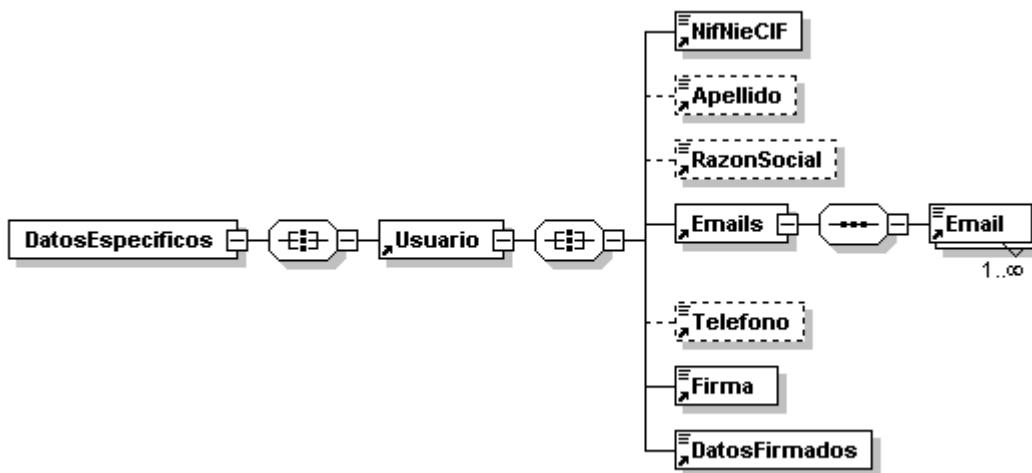 NifNieCIF
Apellido
RazonSocial
DatosEspecificos
Usuario
Emails
Email
1..∞
Telefono
Firma
DatosFirmados